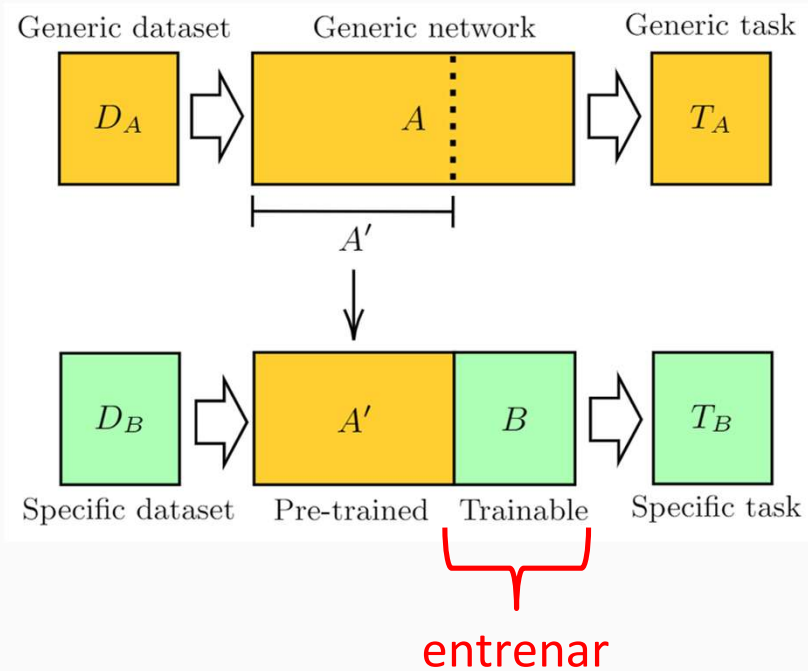 Generic dataset Generic network Generic task
D_A A T_A
A′
D_B A′ B T_B
Specific dataset Pre-trained Trainable Specific task
entrenar